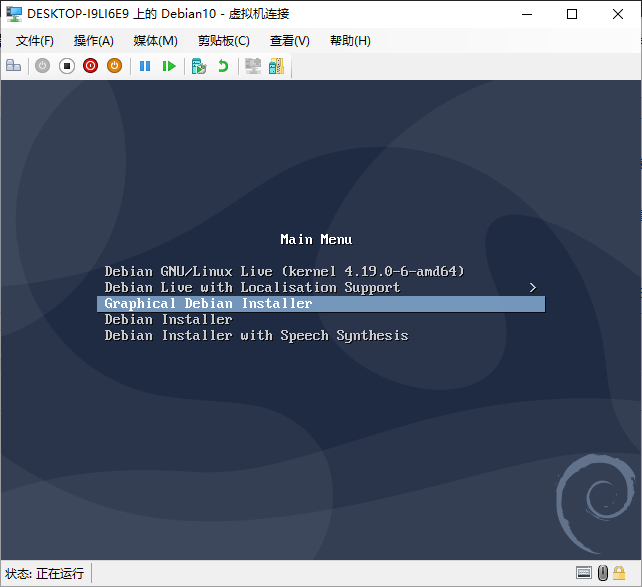 DESKTOP-I9LI6E9 上的 Debian10 - 虚拟机连接
文件(F) 操作(A) 媒体(M) 剪贴板(C) 查看(V) 帮助(H)
Main Menu
Debian GNU/Linux Live (kernel 4.19.0-6-amd64)
Debian Live with Localisation Support >
Graphical Debian Installer
Debian Installer
Debian Installer with Speech Synthesis
状态: 正在运行